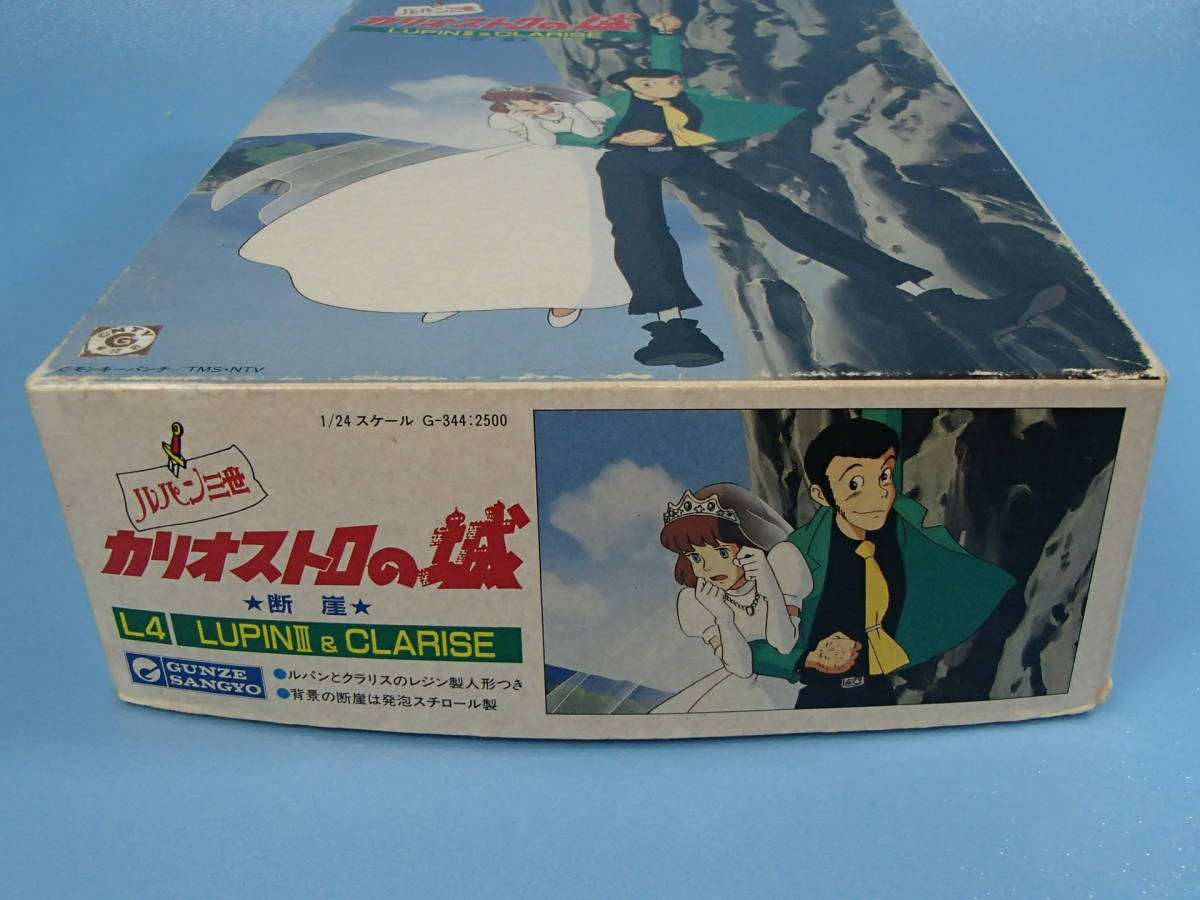 ルパン三世
カリオストロの城
LUPINⅢ & CLARISE
★断崖★
©モンキー・パンチ/TMS・NTV
1/24 スケール G-344:2500
ルパン三世
カリオストロの城
★断崖★
L4 LUPINⅢ & CLARISE
GUNZE
SANGYO
●ルパンとクラリスのレジン製人形つき
●背景の断崖は発泡スチロール製